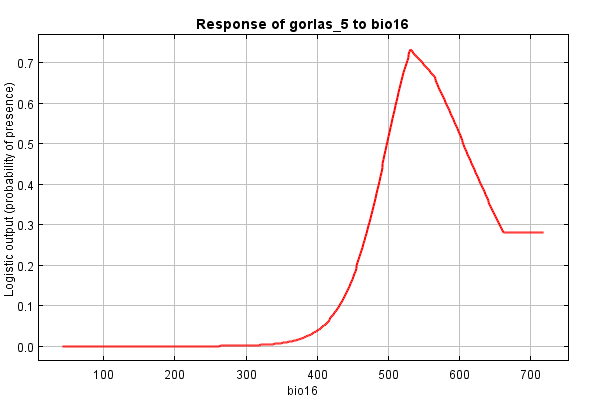 Response of gorlas_5 to bio16
Logistic output (probability of presence)
0.7
0.6
0.5
0.4
0.3
0.2
0.1
0.0
100 200 300 400 500 600 700
bio16